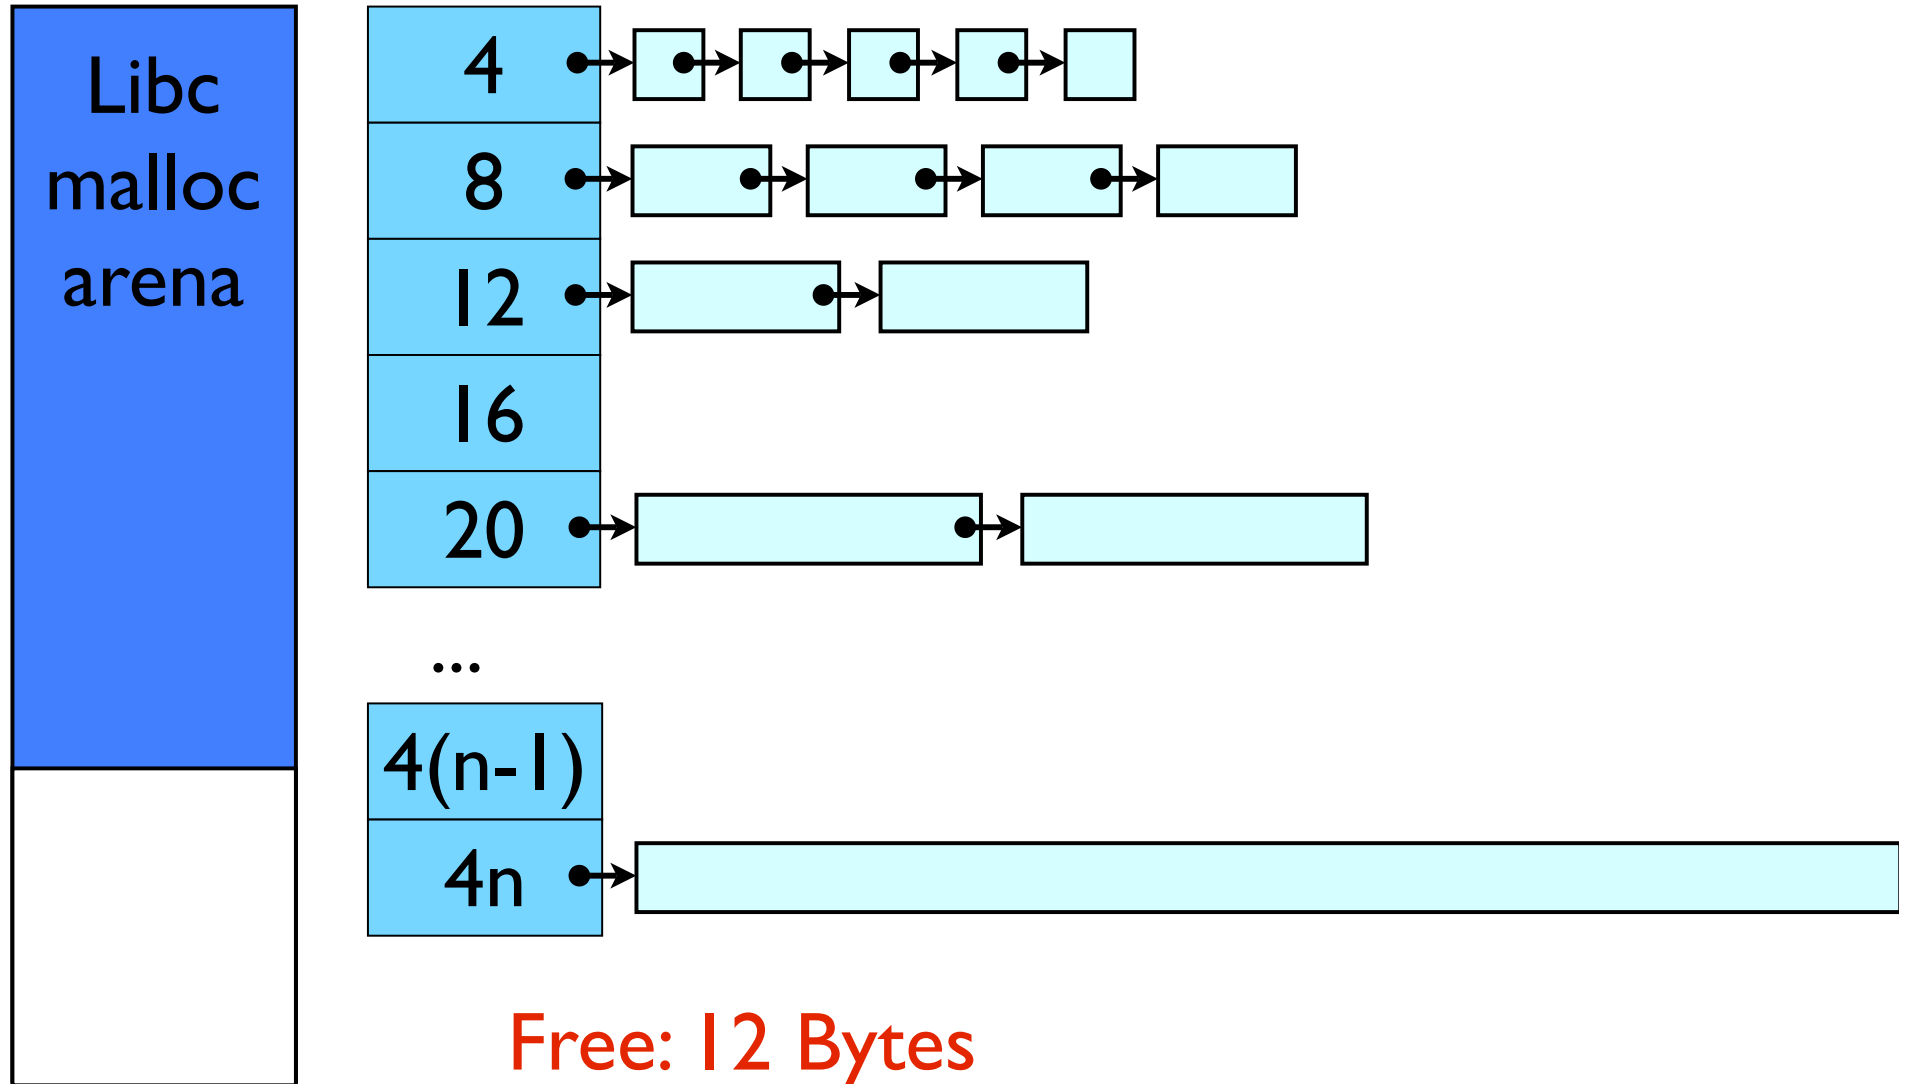 Libc
malloc
arena
4
8
12
16
20
...
4(n-1)
4n
Free: 12 Bytes